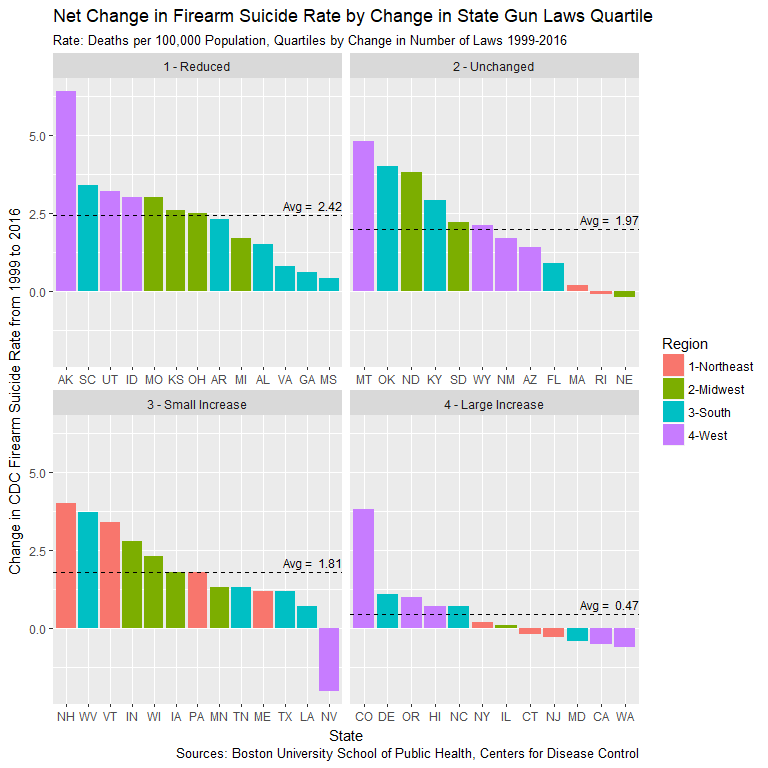 Net Change in Firearm Suicide Rate by Change in State Gun Laws Quartile
Rate: Deaths per 100,000 Population, Quartiles by Change in Number of Laws 1999-2016
1 - Reduced
2 - Unchanged
5.0
2.5
0.0
Avg = 2.42
Avg = 1.97
AK SC UT ID MO KS OH AR MI AL VA GA MS
MT OK ND KY SD WY NM AZ FL MA RI NE
3 - Small Increase
4 - Large Increase
5.0
2.5
0.0
Avg = 1.81
Avg = 0.47
NH WV VT IN WI IA PA MN TN ME TX LA NV
CO DE OR HI NC NY IL CT NJ MD CA WA
Change in CDC Firearm Suicide Rate from 1999 to 2016
State
Region
1-Northeast
2-Midwest
3-South
4-West
Sources: Boston University School of Public Health, Centers for Disease Control